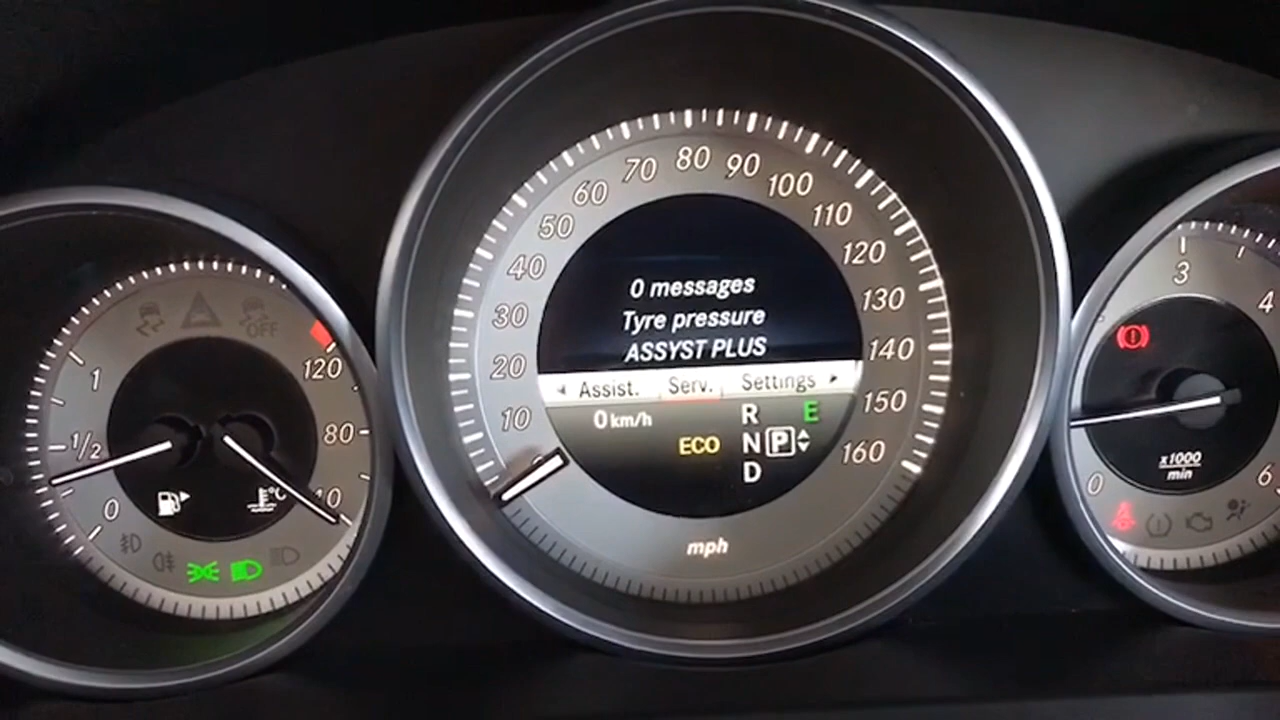 OFF
120
80
40
1
1/2
0
°C
10
20
30
40
50
60
70
80
90
100
110
120
130
140
150
160
0 messages
Tyre pressure
ASSYST PLUS
Assist. Serv. Settings
0 km/h
R E
ECO N P
D
mph
3
4
6
0
x1000
min